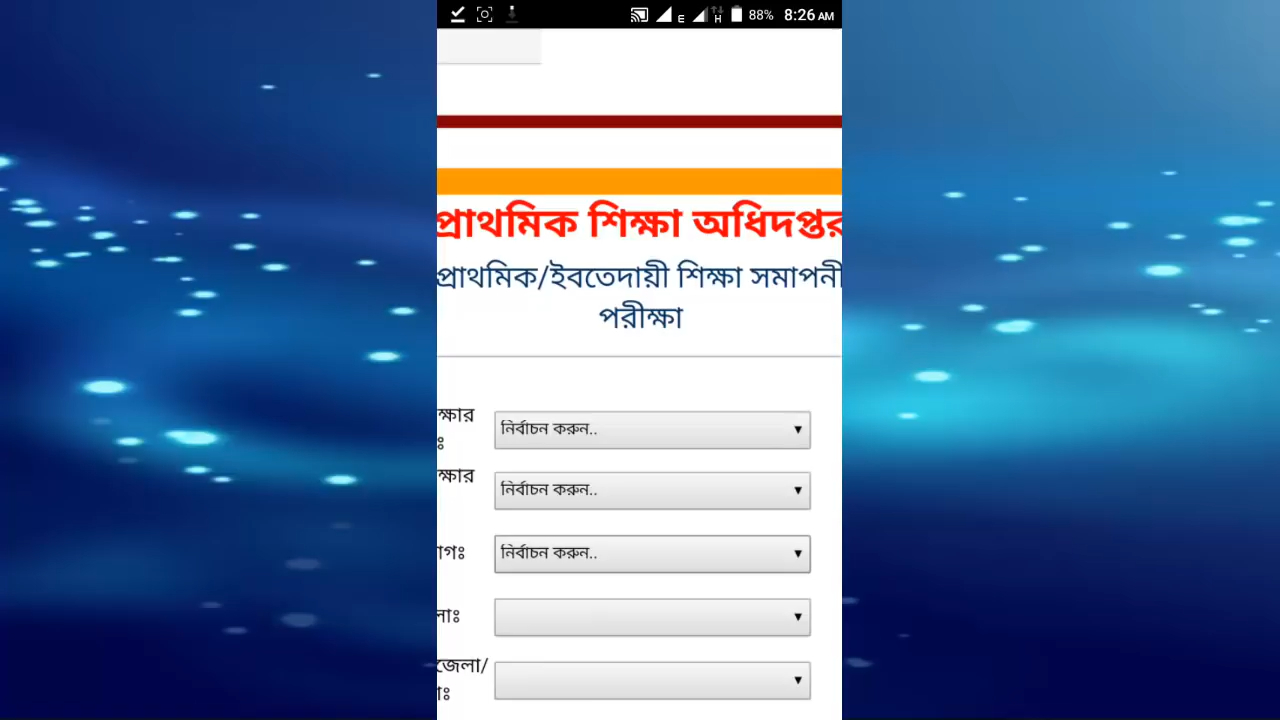 E H 88% 8:26 AM
প্রাথমিক শিক্ষা অধিদপ্তর
প্রাথমিক/ইবতেদায়ী শিক্ষা সমাপনী
পরীক্ষা
ক্ষার
ঃ
নির্বাচন করুন..
ক্ষার
নির্বাচন করুন..
গঃ
নির্বাচন করুন..
লাঃ
জেলা/
াঃ